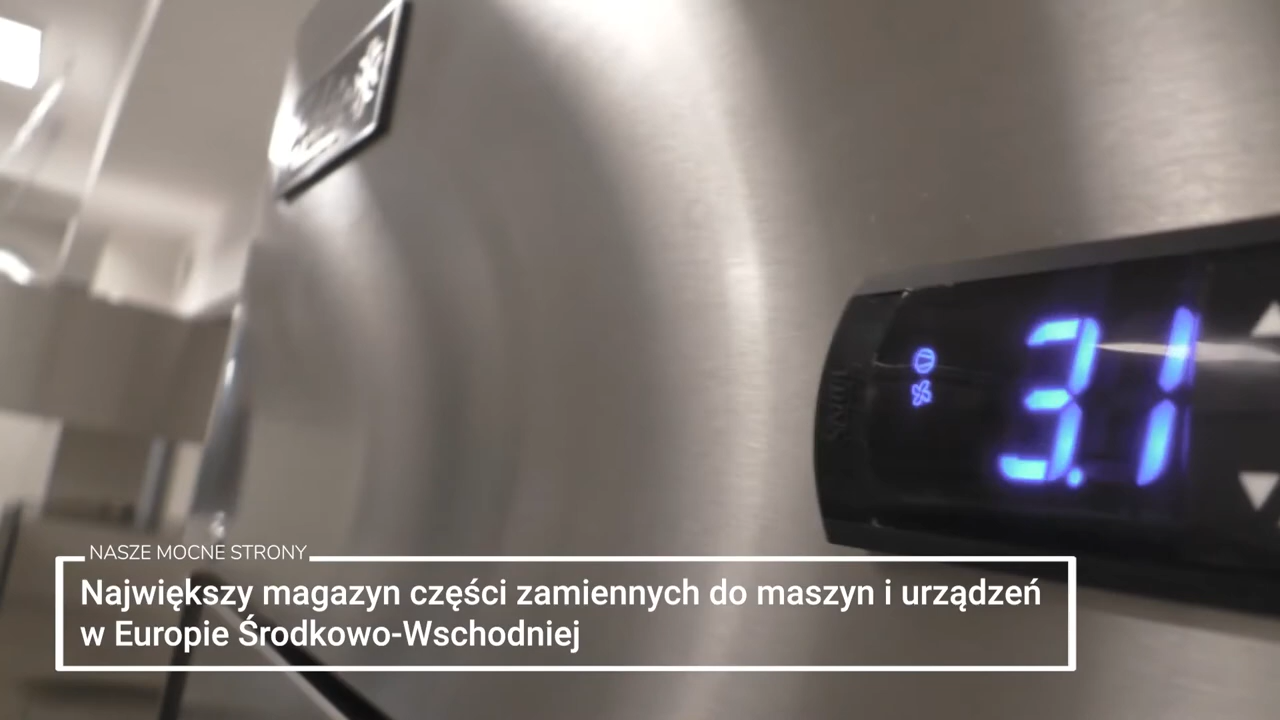 3.1
NASZE MOCNE STRONY
Największy magazyn części zamiennych do maszyn i urządzeń
w Europie Środkowo-Wschodniej